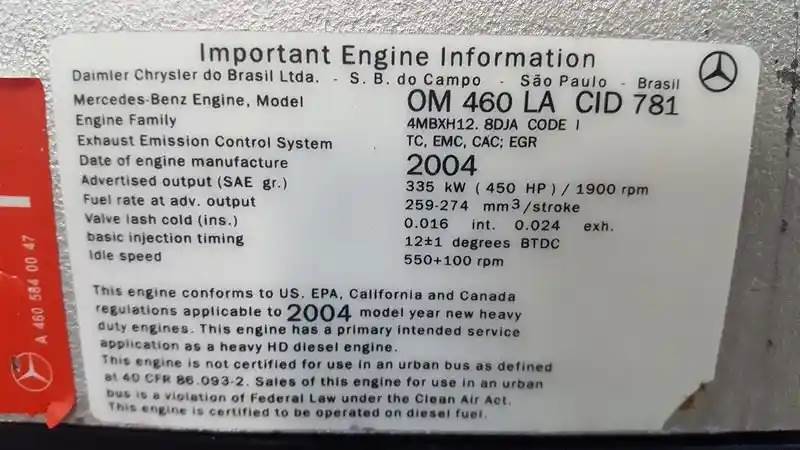 Important Engine Information
Daimler Chrysler do Brasil Ltda. - S. B. do Campo - São Paulo - Brasil
Mercedes-Benz Engine, Model OM 460 LA CID 781
Engine Family 4MBXH12. 8DJA CODE I
Exhaust Emission Control System TC, EMC, CAC; EGR
Date of engine manufacture 2004
Advertised output (SAE gr.) 335 kW (450 HP) / 1900 rpm
Fuel rate at adv. output 259-274 mm³/stroke
Valve lash cold (ins.) 0.016 int. 0.024 exh.
basic injection timing 12±1 degrees BTDC
Idle speed 550+100 rpm
This engine conforms to US. EPA, California and Canada
regulations applicable to 2004 model year new heavy
duty engines. This engine has a primary intended service
application as a heavy HD diesel engine.
This engine is not certified for use in an urban bus as defined
at 40 CFR 86.093-2. Sales of this engine for use in an urban
bus is a violation of Federal Law under the Clean Air Act.
This engine is certified to be operated on diesel fuel.
A 460 584 00 47